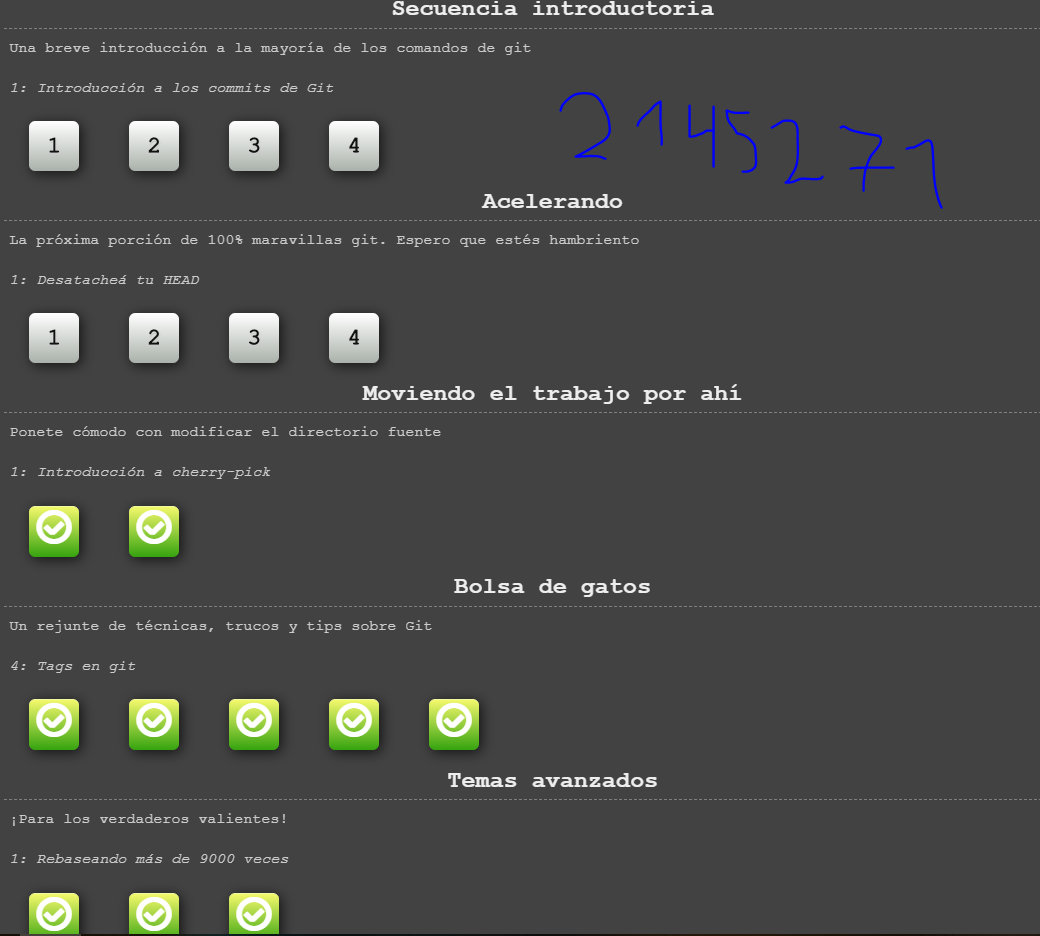 Secuencia introductoria
Una breve introducción a la mayoría de los comandos de git
1: Introducción a los commits de Git
2145271
1 2 3 4
Acelerando
La próxima porción de 100% maravillas git. Espero que estés hambriento
1: Desatacheá tu HEAD
1 2 3 4
Moviendo el trabajo por ahí
Ponete cómodo con modificar el directorio fuente
1: Introducción a cherry-pick
Bolsa de gatos
Un rejunte de técnicas, trucos y tips sobre Git
4: Tags en git
Temas avanzados
¡Para los verdaderos valientes!
1: Rebaseando más de 9000 veces